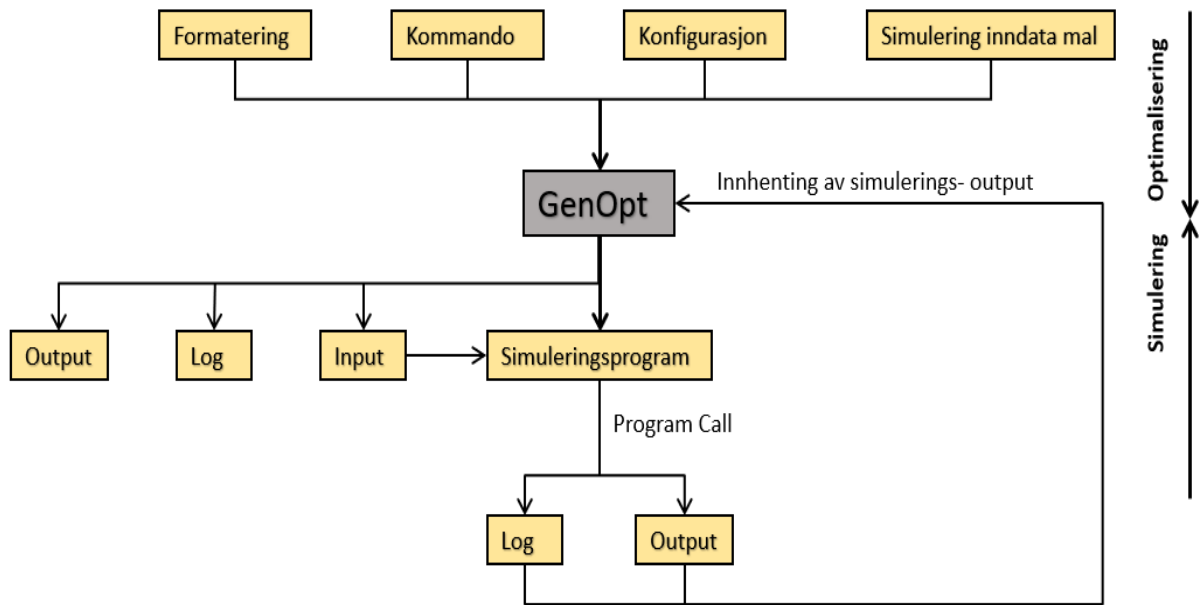 Formatering
Kommando
Konfigurasjon
Simulering inndata mal
Optimalisering
GenOpt
Innhenting av simulerings- output
Simulering
Output
Log
Input
Simuleringsprogram
Program Call
Log
Output